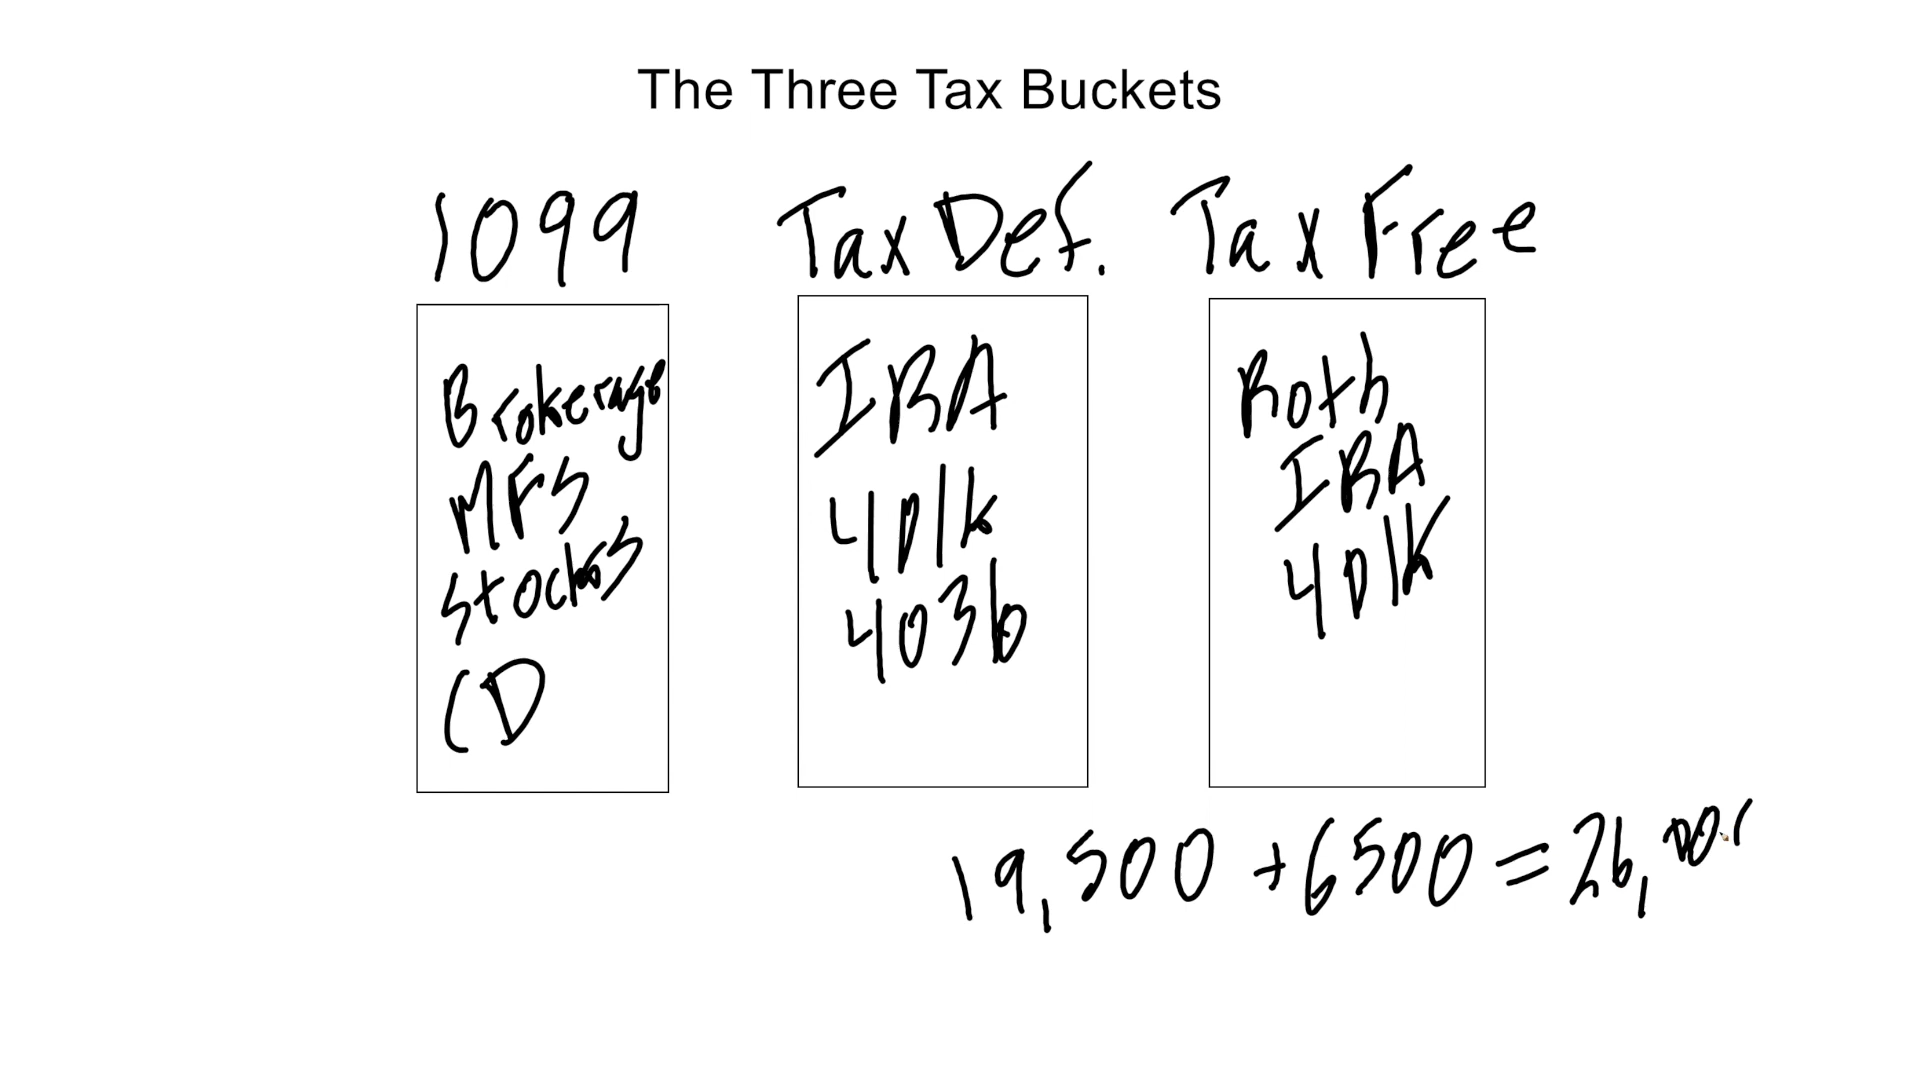 The Three Tax Buckets
1099
Tax Def.
Tax Free
Brokerage
MFS
Stocks
CD
IRA
401k
403b
Roth
IRA
401k
19,500 + 6500 = 26,00